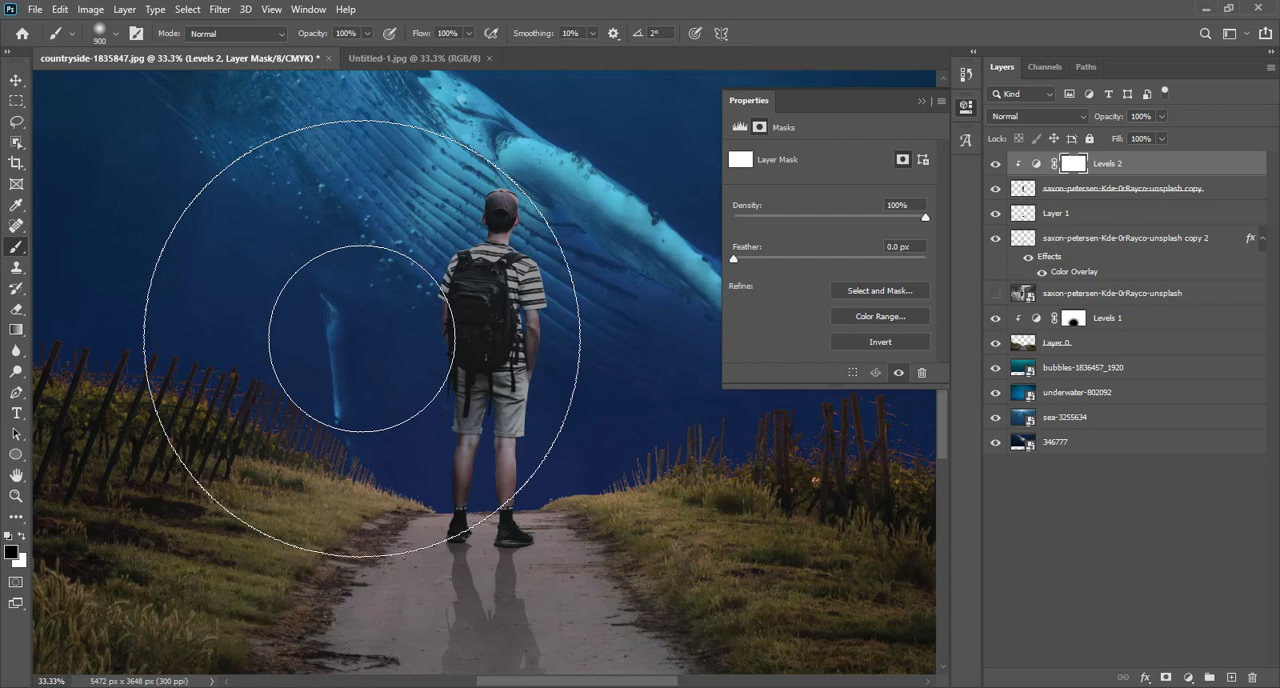 Ps File Edit Image Layer Type Select Filter 3D View Window Help
900 Mode: Normal Opacity: 100% Flow: 100% Smoothing: 10% 2°
countryside-1835847.jpg @ 33.3% (Levels 2, Layer Mask/8/CMYK) * × Untitled-1.jpg @ 33.3% (RGB/8) ×
Properties
Masks
Layer Mask
Density: 100%
Feather: 0.0 px
Refine: Select and Mask...
Color Range...
Invert
Layers Channels Paths
Kind
Normal Opacity: 100%
Lock: Fill: 100%
Levels 2
saxon-petersen-Kde-0rRayco-unsplash copy
Layer 1
saxon-petersen-Kde-0rRayco-unsplash copy 2 fx
Effects
Color Overlay
saxon-petersen-Kde-0rRayco-unsplash
Levels 1
Layer 0
bubbles-1836457_1920
underwater-802092
sea-3255634
346777
33.33% 5472 px x 3648 px (300 ppi)
fx